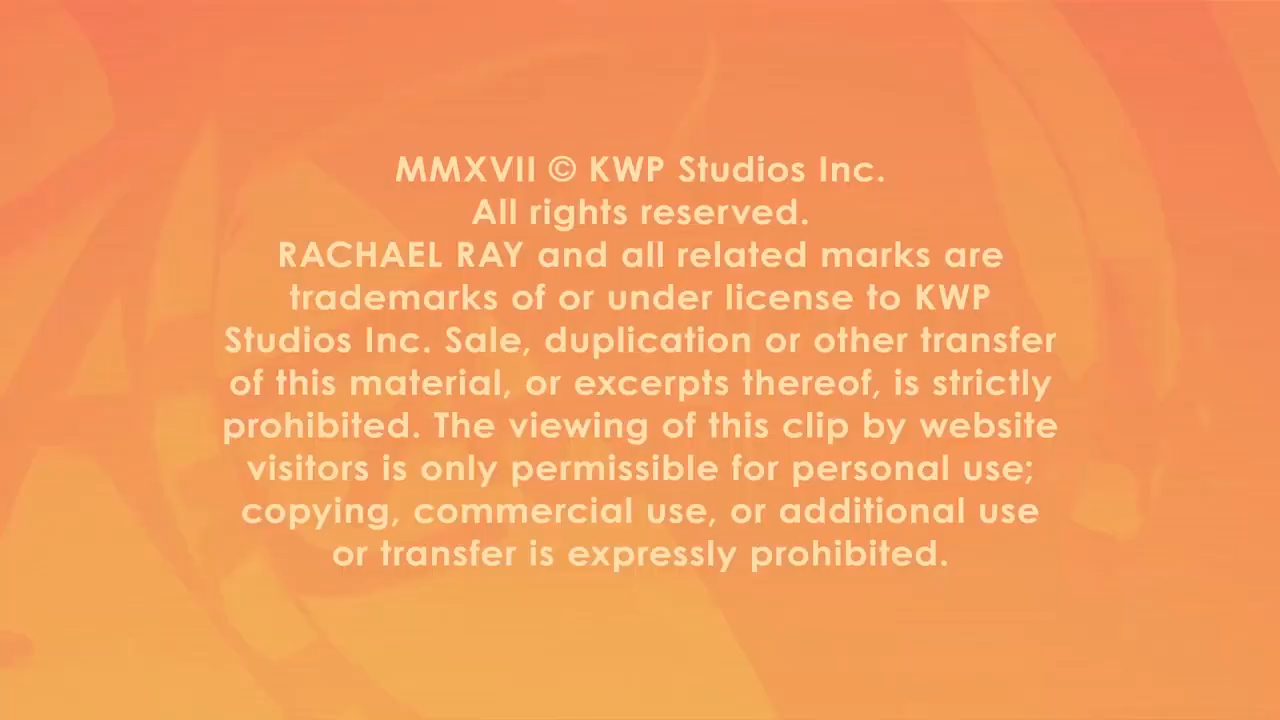 MMXVII © KWP Studios Inc.
All rights reserved.
RACHAEL RAY and all related marks are
trademarks of or under license to KWP
Studios Inc. Sale, duplication or other transfer
of this material, or excerpts thereof, is strictly
prohibited. The viewing of this clip by website
visitors is only permissible for personal use;
copying, commercial use, or additional use
or transfer is expressly prohibited.